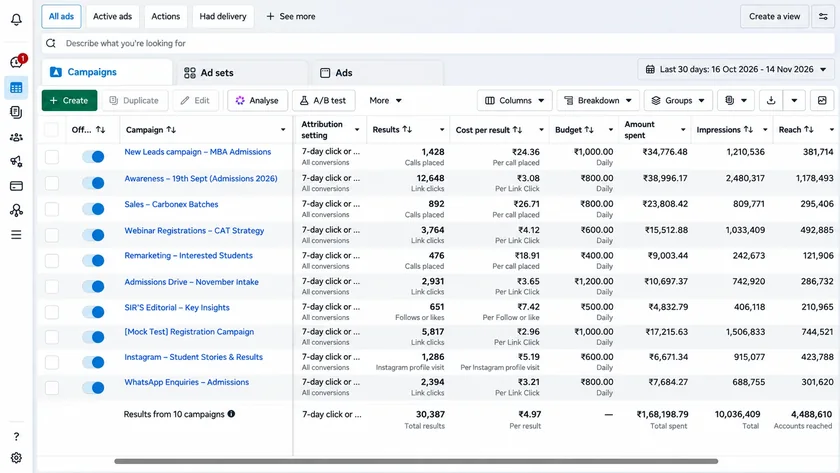 All ads Active ads Actions Had delivery + See more Create a view
Describe what you're looking for
1
Campaigns Ad sets Ads Last 30 days: 16 Oct 2026 - 14 Nov 2026
+ Create Duplicate Edit Analyse A/B test More Columns Breakdown Groups
Off... Campaign Attribution setting Results Cost per result Budget Amount spent Impressions Reach
New Leads campaign – MBA Admissions 7-day click or ... 1,428 ₹24.36 ₹1,000.00 ₹34,776.48 1,210,536 381,714
All conversions Calls placed Per call placed Daily
Awareness – 19th Sept (Admissions 2026) 7-day click or ... 12,648 ₹3.08 ₹800.00 ₹38,996.17 2,480,317 1,178,493
All conversions Link clicks Per Link Click Daily
Sales – Carbonex Batches 7-day click or ... 892 ₹26.71 ₹800.00 ₹23,808.42 809,771 295,406
All conversions Calls placed Per call placed Daily
Webinar Registrations – CAT Strategy 7-day click or ... 3,764 ₹4.12 ₹600.00 ₹15,512.88 1,033,409 492,885
All conversions Link clicks Per Link Click Daily
Remarketing – Interested Students 7-day click or ... 476 ₹18.91 ₹400.00 ₹9,003.44 242,673 121,906
All conversions Calls placed Per call placed Daily
Admissions Drive – November Intake 7-day click or ... 2,931 ₹3.65 ₹1,200.00 ₹10,697.37 742,920 286,732
All conversions Link clicks Per Link Click Daily
SIR'S Editorial – Key Insights 7-day click or ... 651 ₹7.42 ₹500.00 ₹4,832.79 406,118 210,965
All conversions Follows or likes Per Follow or like Daily
[Mock Test] Registration Campaign 7-day click or ... 5,817 ₹2.96 ₹1,000.00 ₹17,215.63 1,506,833 744,521
All conversions Link clicks Per Link Click Daily
Instagram – Student Stories & Results 7-day click or ... 1,286 ₹5.19 ₹600.00 ₹6,671.34 915,077 423,788
All conversions Instagram profile visit Per Instagram profile visit Daily
WhatsApp Enquiries – Admissions 7-day click or ... 2,394 ₹3.21 ₹800.00 ₹7,684.27 688,755 301,620
All conversions Link clicks Per Link Click Daily
Results from 10 campaigns 7-day click or ... 30,387 ₹4.97 — ₹1,68,198.79 10,036,409 4,488,610
Total results Per result Total spent Total Accounts reached